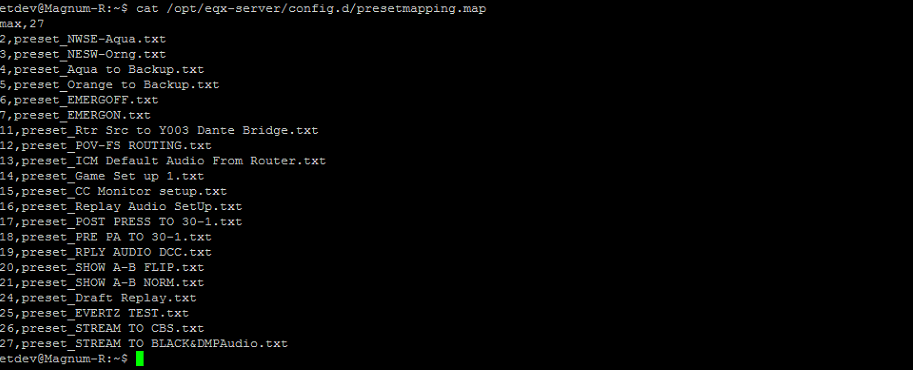 etdev@Magnum-R:~$ cat /opt/eqx-server/config.d/presetmapping.map
max,27
2,preset_NWSE-Aqua.txt
3,preset_NESW-Orng.txt
4,preset_Aqua to Backup.txt
5,preset_Orange to Backup.txt
6,preset_EMERGOFF.txt
7,preset_EMERGON.txt
11,preset_Rtr Src to Y003 Dante Bridge.txt
12,preset_POV-FS ROUTING.txt
13,preset_ICM Default Audio From Router.txt
14,preset_Game Set up 1.txt
15,preset_CC Monitor setup.txt
16,preset_Replay Audio SetUp.txt
17,preset_POST PRESS TO 30-1.txt
18,preset_PRE PA TO 30-1.txt
19,preset_RPLY AUDIO DCC.txt
20,preset_SHOW A-B FLIP.txt
21,preset_SHOW A-B NORM.txt
24,preset_Draft Replay.txt
25,preset_EVERTZ TEST.txt
26,preset_STREAM TO CBS.txt
27,preset_STREAM TO BLACK&DMPAudio.txt
etdev@Magnum-R:~$